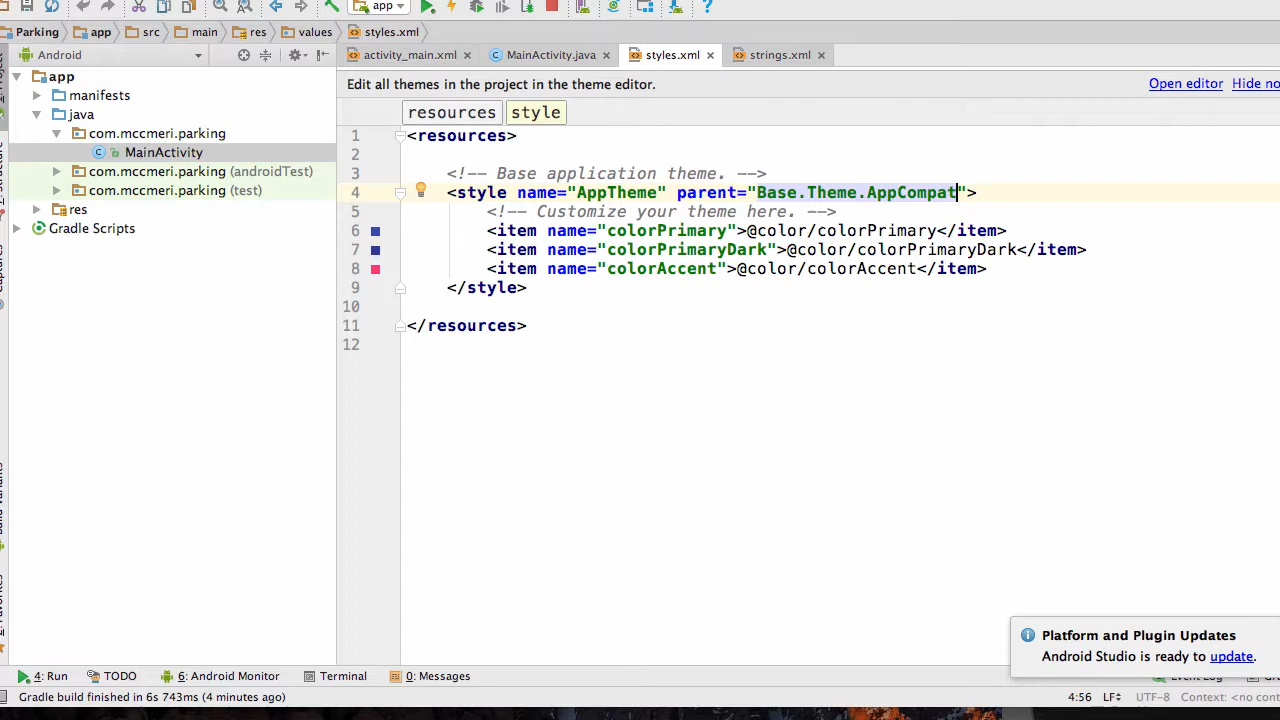 app
Parking app src main res values styles.xml
Android
activity_main.xml MainActivity.java styles.xml strings.xml
app
manifests
java
com.mccmeri.parking
MainActivity
com.mccmeri.parking (androidTest)
com.mccmeri.parking (test)
res
Gradle Scripts
Edit all themes in the project in the theme editor. Open editor Hide
resources style
1 <resources>
2
3 <!-- Base application theme. -->
4 <style name="AppTheme" parent="Base.Theme.AppCompat">
5 <!-- Customize your theme here. -->
6 <item name="colorPrimary">@color/colorPrimary</item>
7 <item name="colorPrimaryDark">@color/colorPrimaryDark</item>
8 <item name="colorAccent">@color/colorAccent</item>
9 </style>
10
11 </resources>
12
Platform and Plugin Updates
Android Studio is ready to update.
4: Run TODO 6: Android Monitor Terminal 0: Messages Event Log
Gradle build finished in 6s 743ms (4 minutes ago) 4:56 LF÷ UTF-8 Context: <no